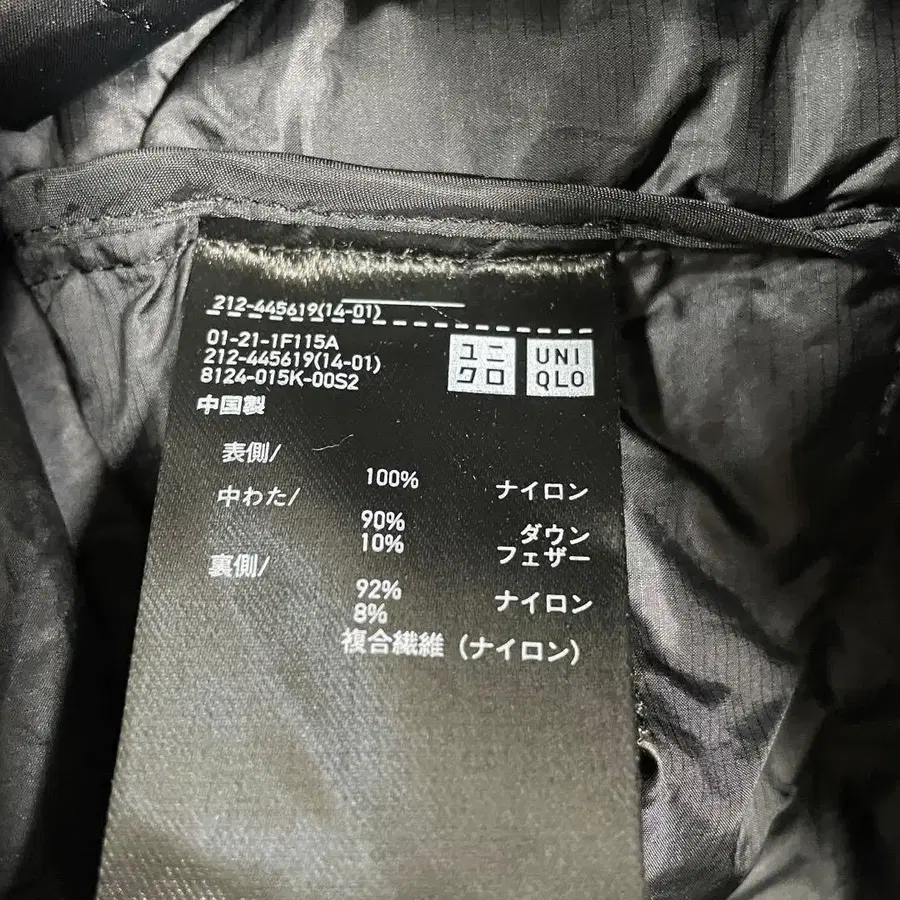 212-445619(14-01)
01-21-1F115A
212-445619(14-01)
8124-015K-00S2
ユニ
クロ
UNI
QLO
中国製
表側/
100% ナイロン
中わた/
90% ダウン
10% フェザー
裏側/
92% ナイロン
8%
複合繊維 (ナイロン)